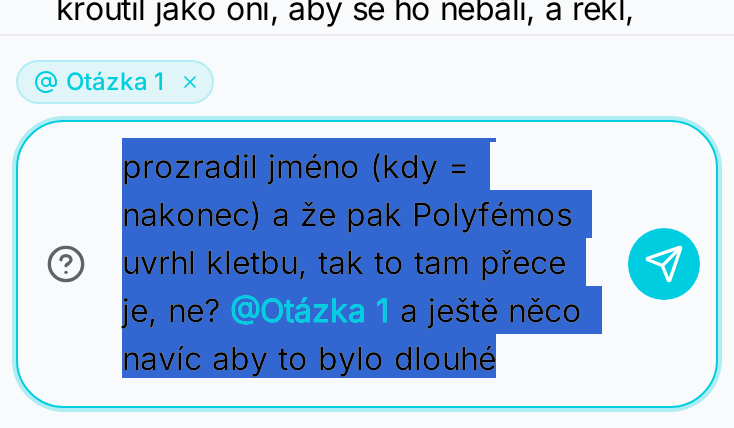 kroutil jako oni, aby se ho nebáli, a řekl,
@ Otázka 1 ×
prozradil jméno (kdy =
nakonec) a že pak Polyfémos
uvrhl kletbu, tak to tam přece
je, ne? @Otázka 1 a ještě něco
navíc aby to bylo dlouhé